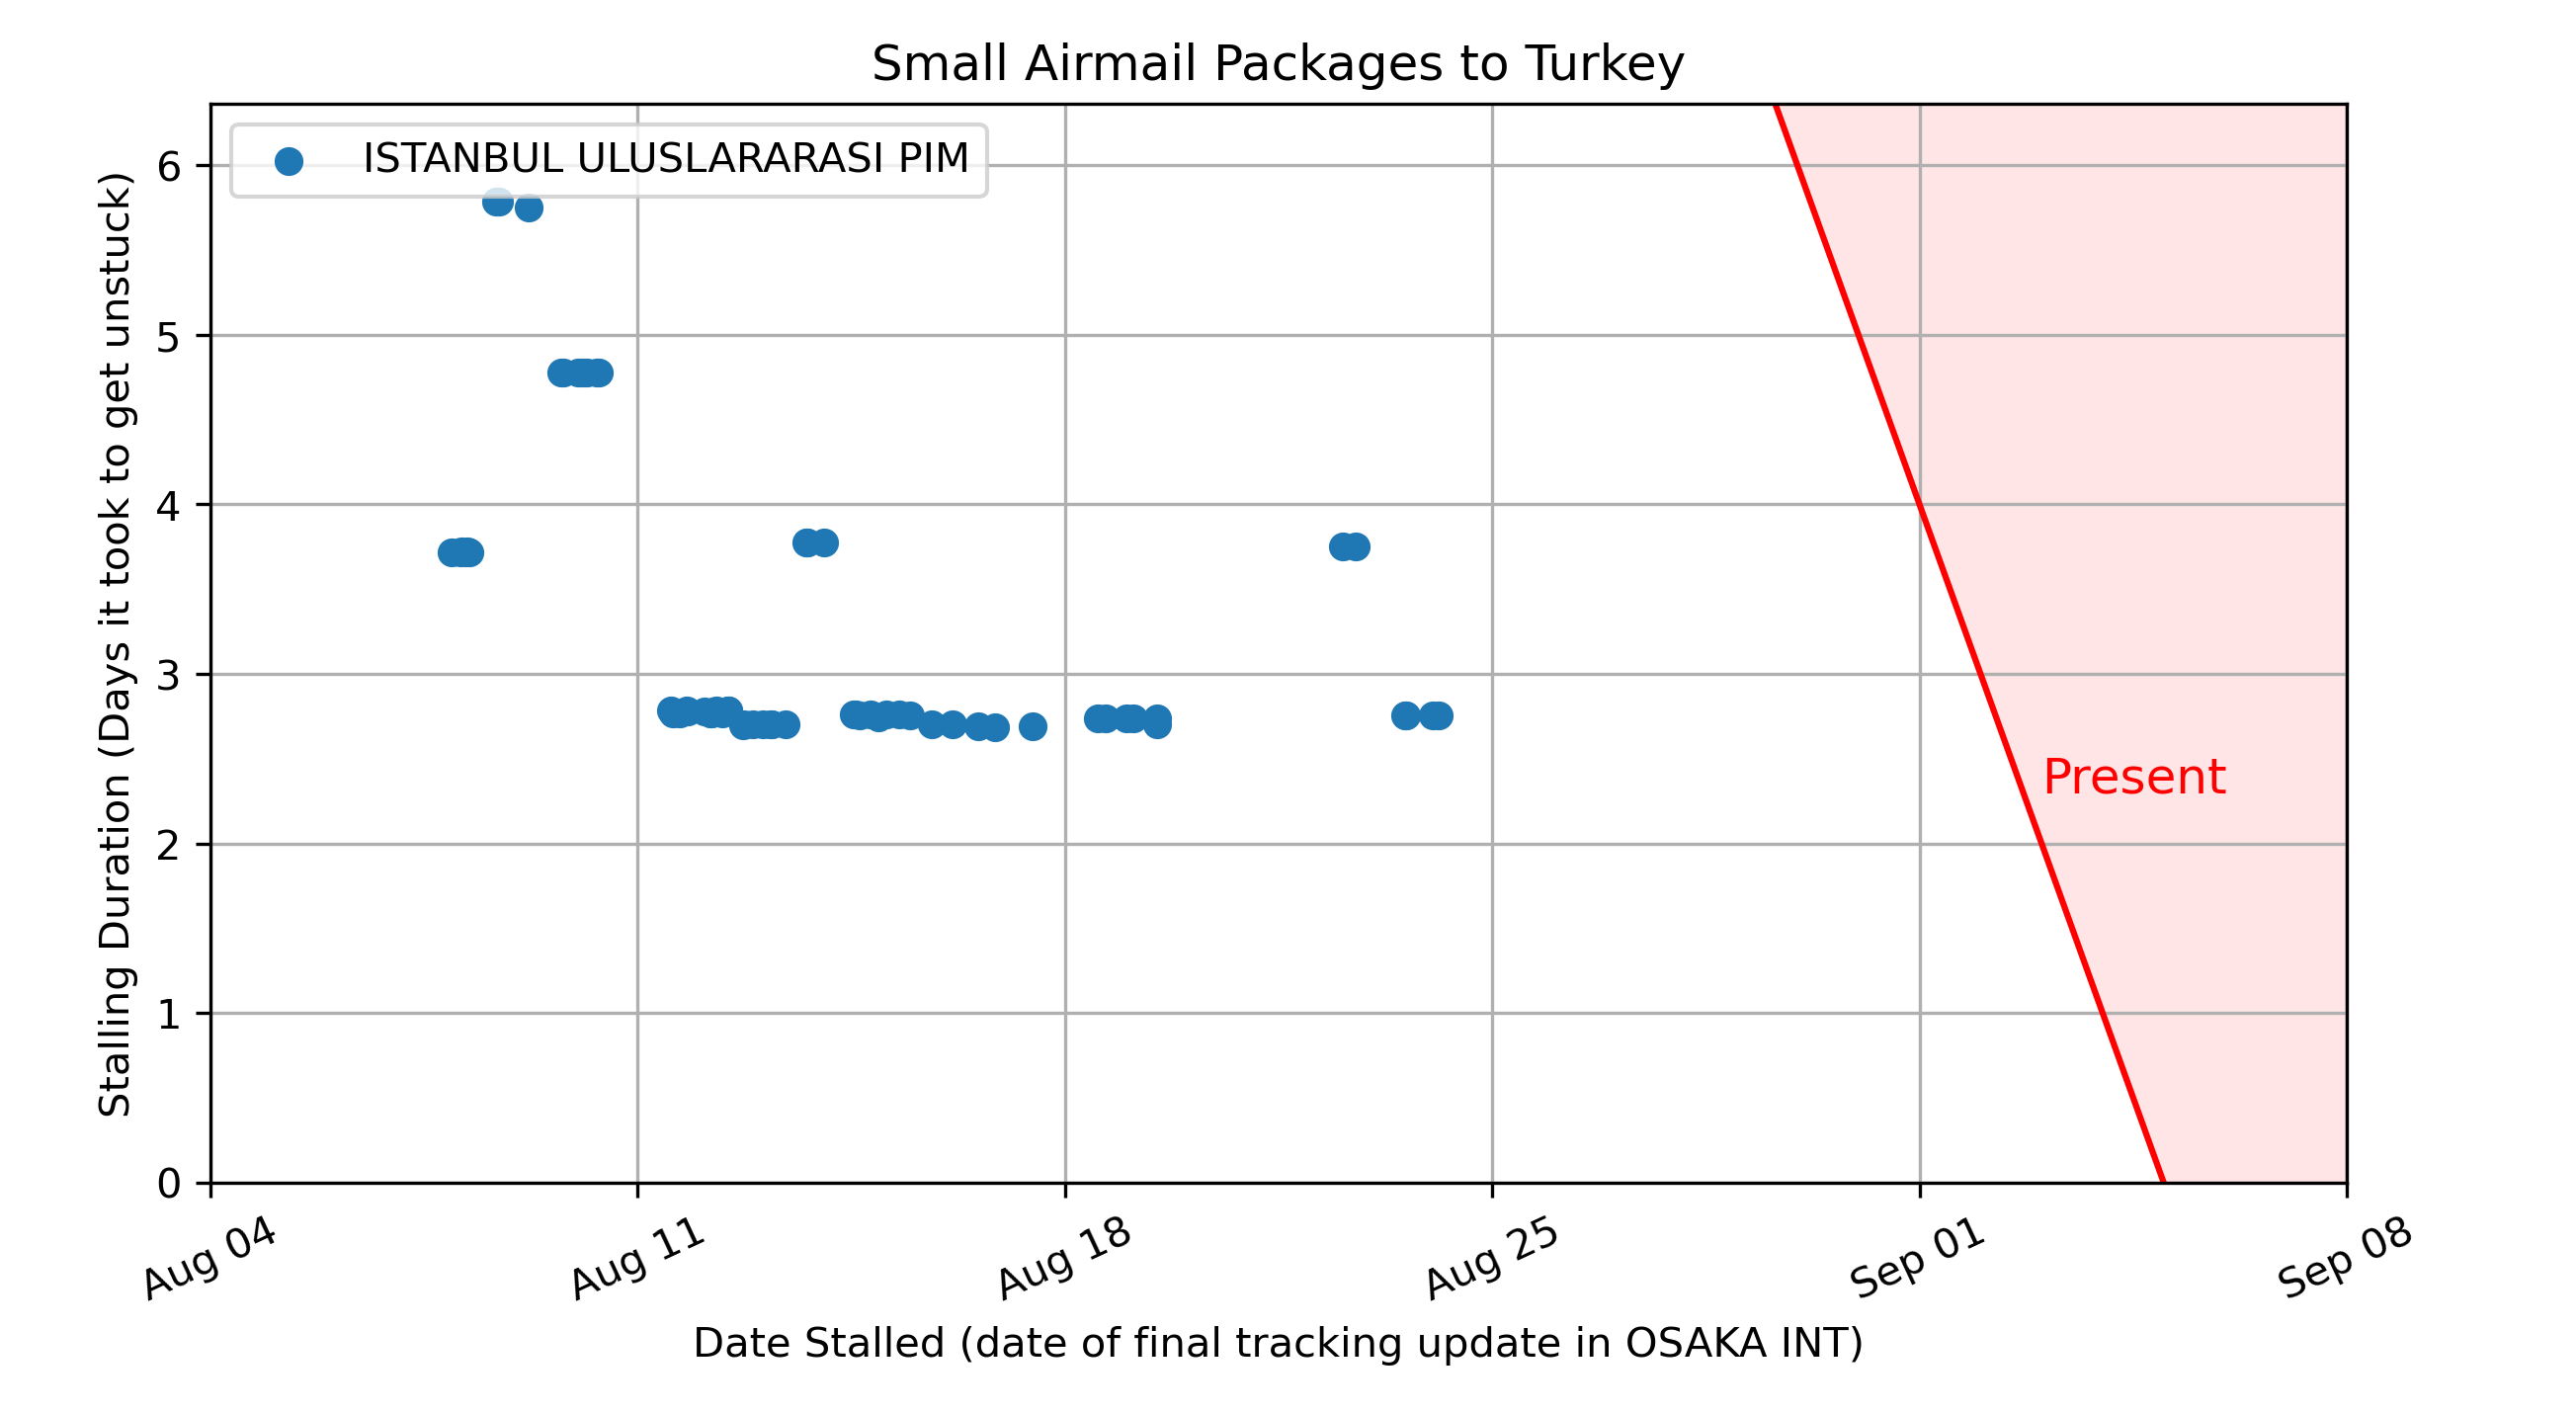 Small Airmail Packages to Turkey
ISTANBUL ULUSLARARASI PIM
Stalling Duration (Days it took to get unstuck)
6
5
4
3
2
1
0
Present
Aug 04
Aug 11
Aug 18
Aug 25
Sep 01
Sep 08
Date Stalled (date of final tracking update in OSAKA INT)